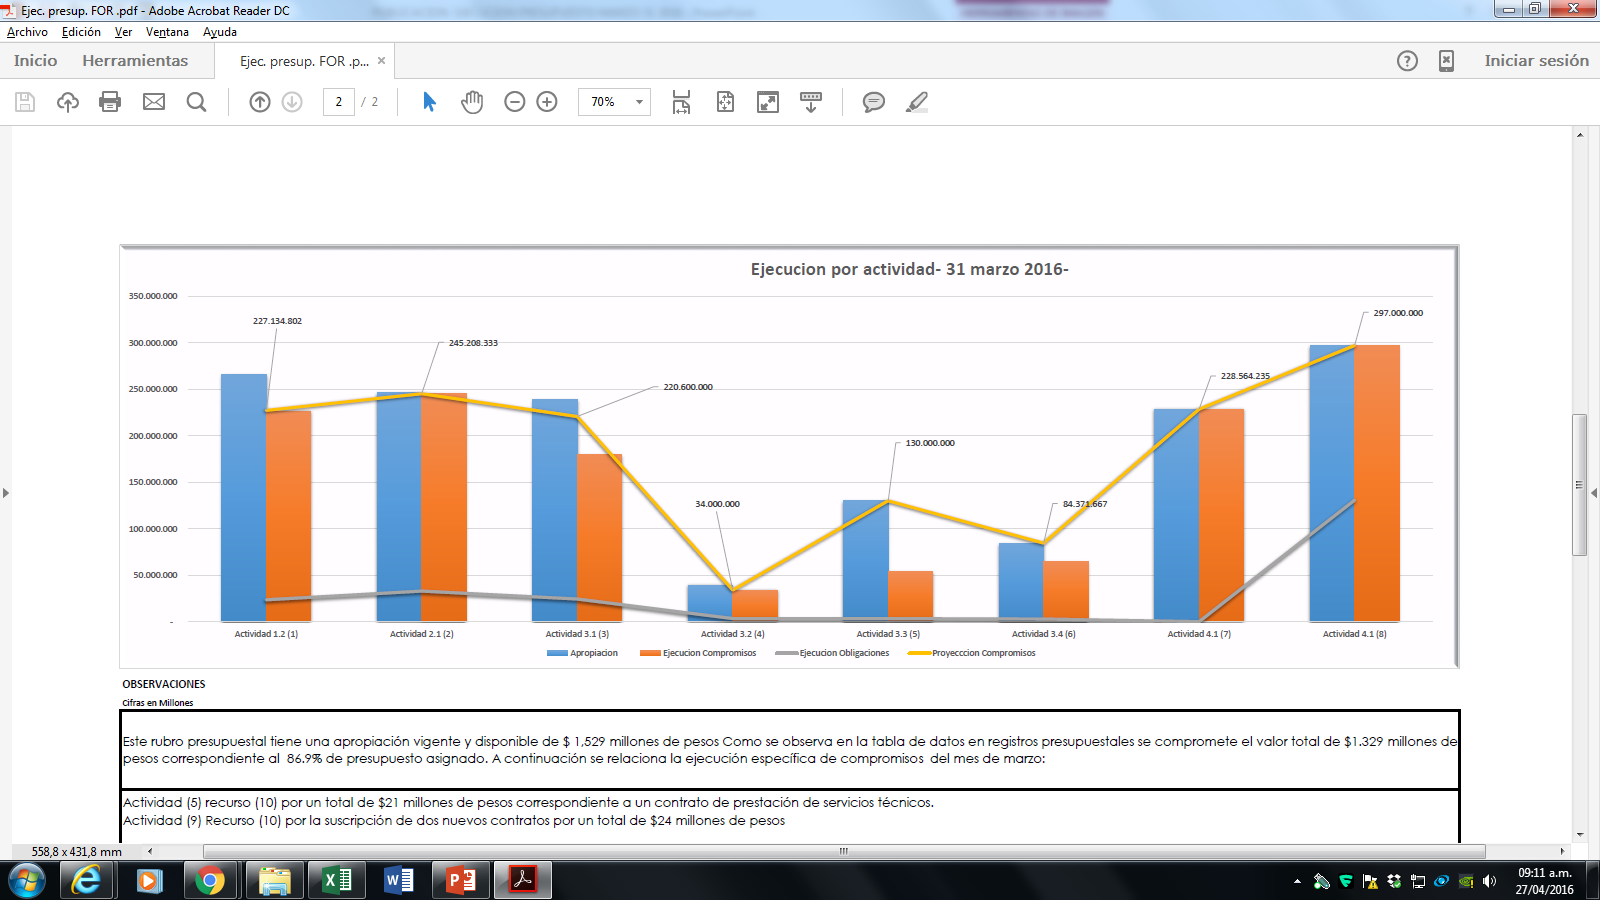 Ejec. presup. FOR .pdf - Adobe Acrobat Reader DC
Archivo Edición Ver Ventana Ayuda
Inicio Herramientas Ejec. presup. FOR .p... × Iniciar sesión
2 / 2 70%
Ejecucion por actividad- 31 marzo 2016-
350.000.000
300.000.000
250.000.000
200.000.000
150.000.000
100.000.000
50.000.000
-
227.134.802
245.208.333
220.600.000
34.000.000
130.000.000
84.371.667
228.564.235
297.000.000
Actividad 1.2 (1) Actividad 2.1 (2) Actividad 3.1 (3) Actividad 3.2 (4) Actividad 3.3 (5) Actividad 3.4 (6) Actividad 4.1 (7) Actividad 4.1 (8)
Apropiacion Ejecucion Compromisos Ejecucion Obligaciones Proyecccion Compromisos
OBSERVACIONES
Cifras en Millones
Este rubro presupuestal tiene una apropiación vigente y disponible de $ 1,529 millones de pesos Como se observa en la tabla de datos en registros presupuestales se compromete el valor total de $1.329 millones de
pesos correspondiente al 86.9% de presupuesto asignado. A continuación se relaciona la ejecución específica de compromisos del mes de marzo:
Actividad (5) recurso (10) por un total de $21 millones de pesos correspondiente a un contrato de prestación de servicios técnicos.
Actividad (9) Recurso (10) por la suscripción de dos nuevos contratos por un total de $24 millones de pesos
558,8 x 431,8 mm
09:11 a.m.
27/04/2016